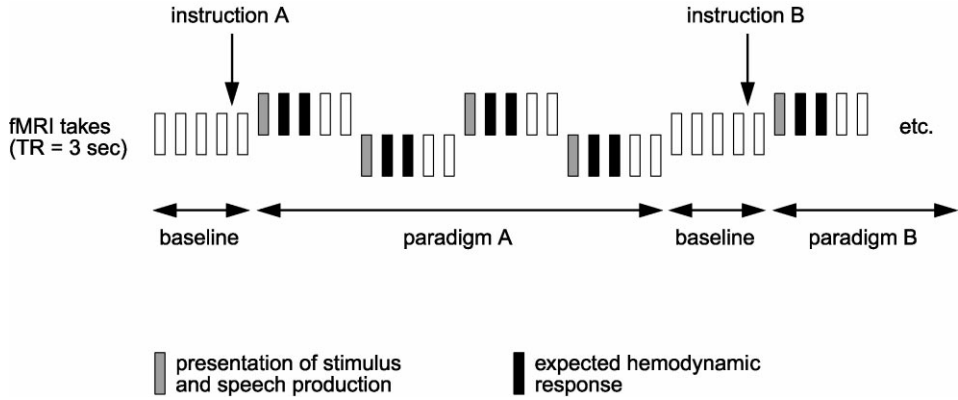 instruction A
instruction B
fMRI takes
(TR = 3 sec)
etc.
baseline
paradigm A
baseline
paradigm B
presentation of stimulus
and speech production
expected hemodynamic
response